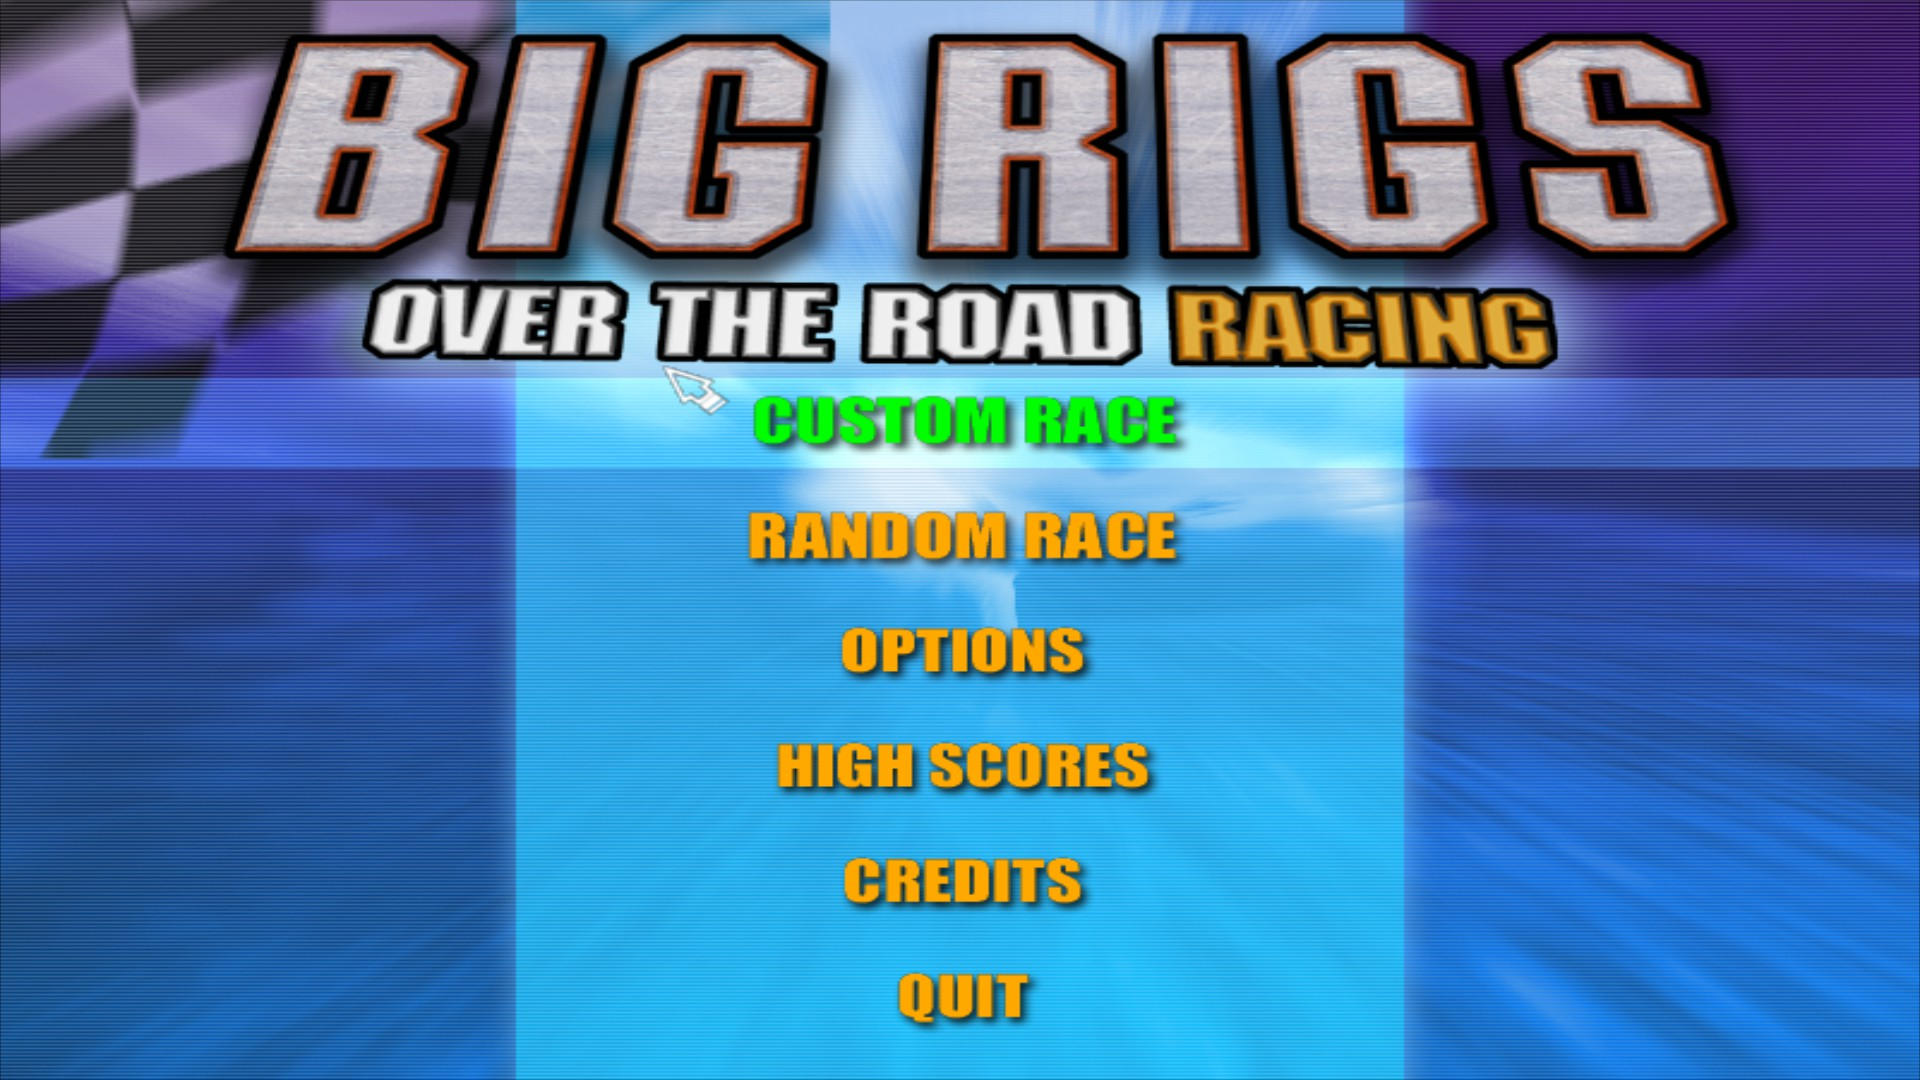 BIG RIGS
OVER THE ROAD RACING
CUSTOM RACE
RANDOM RACE
OPTIONS
HIGH SCORES
CREDITS
QUIT